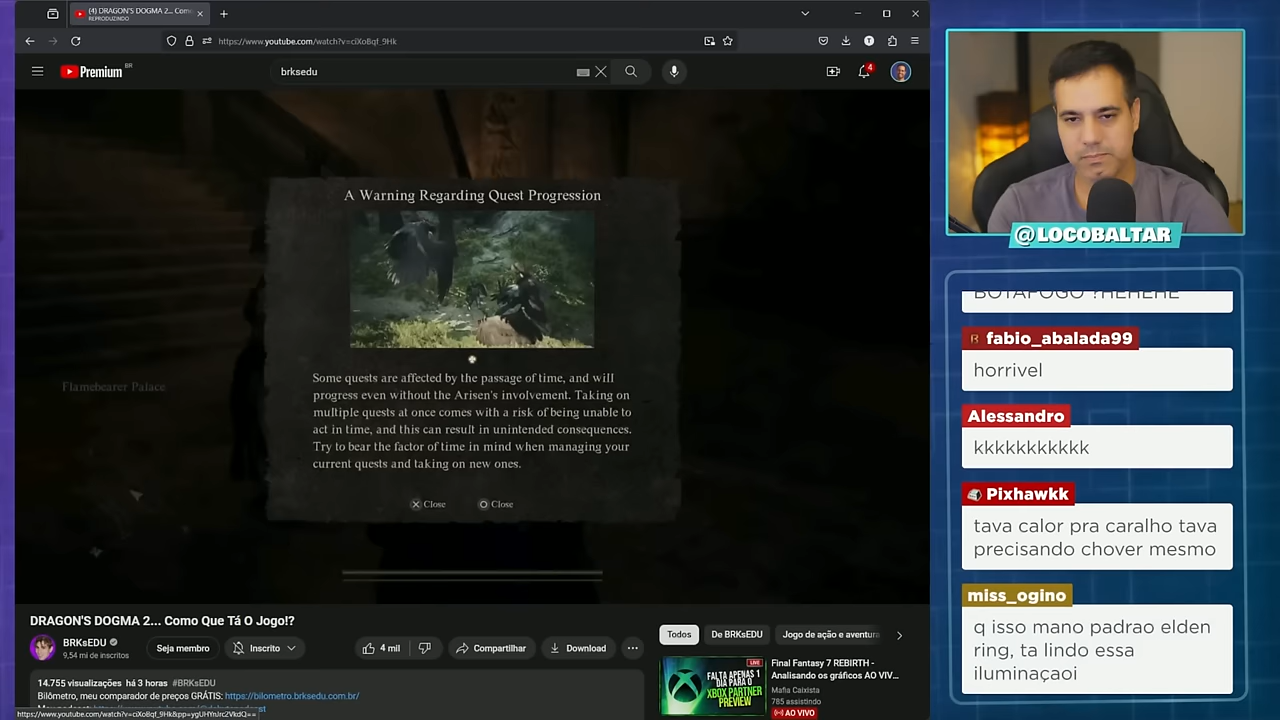 (4) DRAGON'S DOGMA 2... Como
REPRODUZINDO
https://www.youtube.com/watch?v=ciXoBqf_9Hk
Premium BR
brksedu
4
A Warning Regarding Quest Progression
Flamebearer Palace
Some quests are affected by the passage of time, and will
progress even without the Arisen's involvement. Taking on
multiple quests at once comes with a risk of being unable to
act in time, and this can result in unintended consequences.
Try to bear the factor of time in mind when managing your
current quests and taking on new ones.
Close
Close
DRAGON'S DOGMA 2... Como Que Tá O Jogo!?
BRKsEDU
9,54 mi de inscritos
Seja membro
Inscrito
4 mil
Compartilhar
Download
14.755 visualizações há 3 horas #BRKsEDU
Bilômetro, meu comparador de preços GRÁTIS: https://bilometro.brksedu.com.br/
Todos
De BRKsEDU
Jogo de ação e aventura
LIVE
FALTA APENAS 1
DIA PARA O
XBOX PARTNER
PREVIEW
Final Fantasy 7 REBIRTH -
Analisando os gráficos AO VIV...
Mafia Caixista
785 assistindo
AO VIVO
@LOCOBALTAR
BOTAFOGO ?HEHEHE
fabio_abalada99
horrivel
Alessandro
kkkkkkkkkkk
Pixhawkk
tava calor pra caralho tava
precisando chover mesmo
miss_ogino
q isso mano padrao elden
ring, ta lindo essa
iluminaçaoi